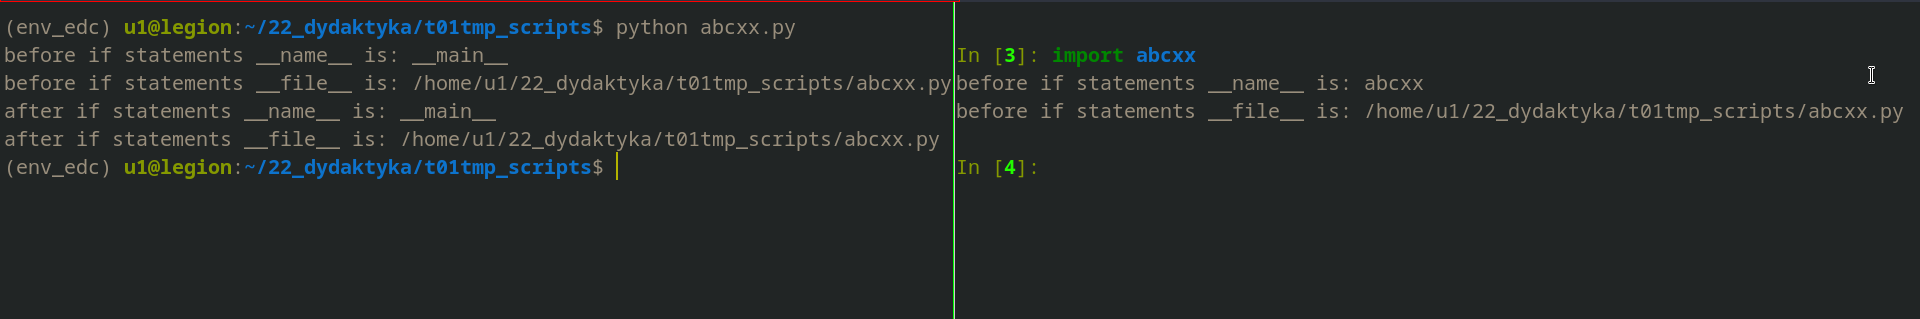 (env_edc) u1@legion:~/22_dydaktyka/t01tmp_scripts$ python abcxx.py
before if statements __name__ is: __main__
before if statements __file__ is: /home/u1/22_dydaktyka/t01tmp_scripts/abcxx.py
after if statements __name__ is: __main__
after if statements __file__ is: /home/u1/22_dydaktyka/t01tmp_scripts/abcxx.py
(env_edc) u1@legion:~/22_dydaktyka/t01tmp_scripts$
In [3]: import abcxx
before if statements __name__ is: abcxx
before if statements __file__ is: /home/u1/22_dydaktyka/t01tmp_scripts/abcxx.py
In [4]: